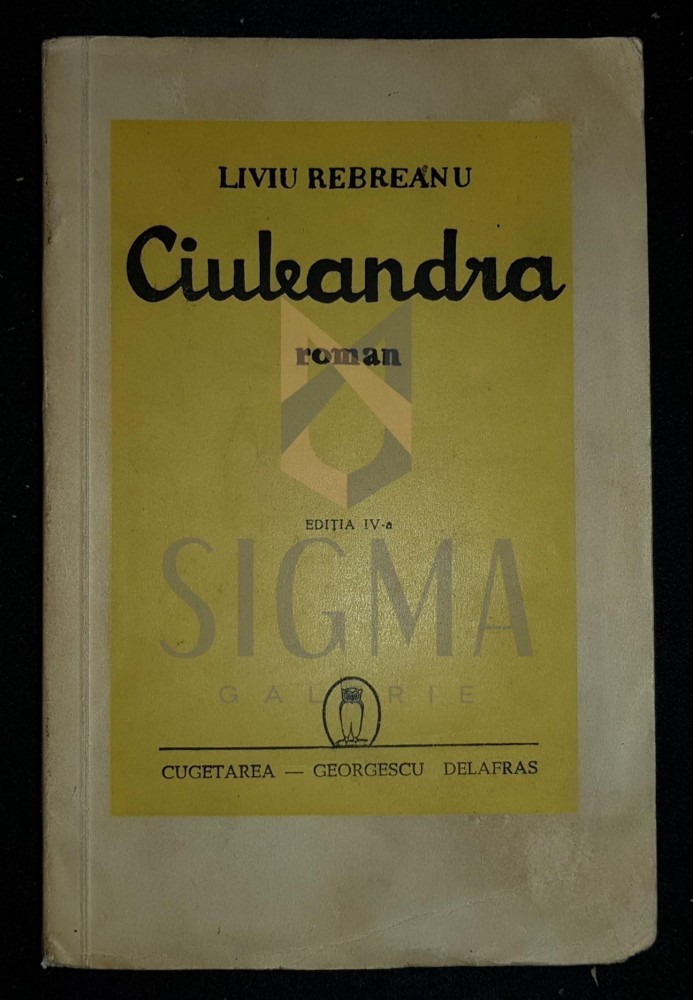 LIVIU REBREANU
Ciuleandra
roman
EDIȚIA IV-a
SIGMA
GALERIE
CUGETAREA — GEORGESCU DELAFRAS